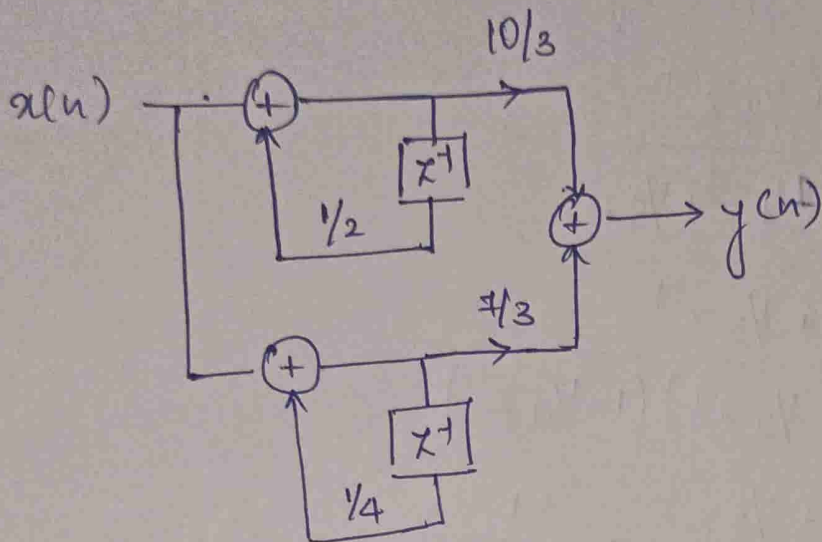 10/3
x(n) + z⁻¹
1/2
+ y(n)
7/3
+
z⁻¹
1/4